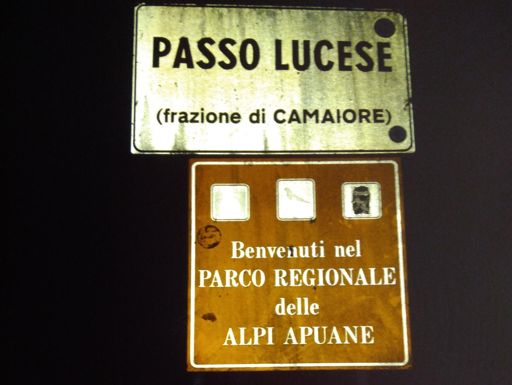 PASSO LUCESE
(frazione di CAMAIORE)
Benvenuti nel
PARCO REGIONALE
delle
ALPI APUANE